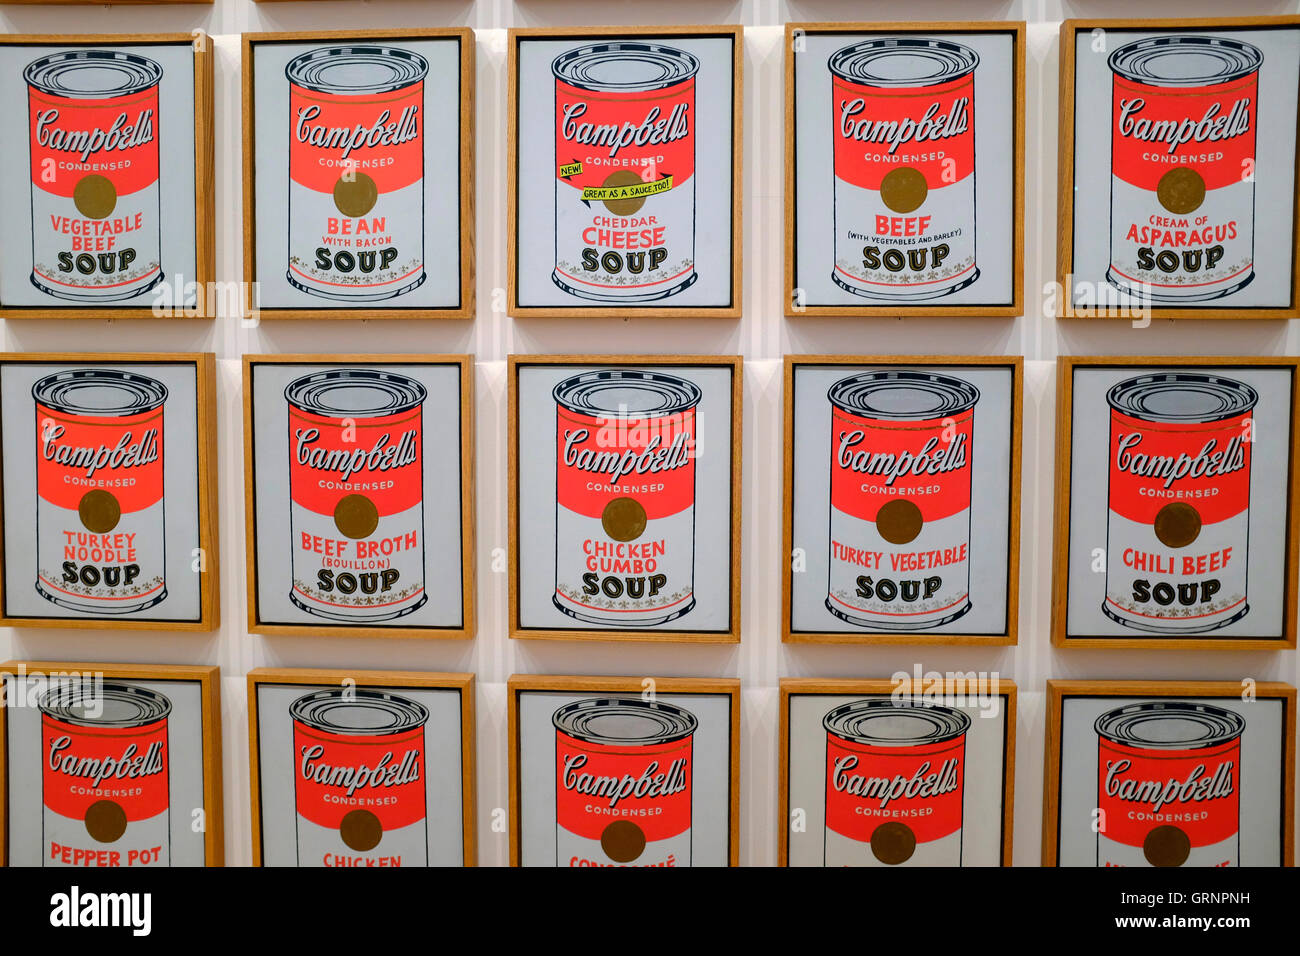 Campbell's
CONDENSED
VEGETABLE
BEEF
SOUP
Campbell's
CONDENSED
BEAN
WITH BACON
SOUP
Campbell's
CONDENSED
NEW!
GREAT AS A SAUCE, TOO!
CHEDDAR
CHEESE
SOUP
Campbell's
CONDENSED
BEEF
(WITH VEGETABLES AND BARLEY)
SOUP
Campbell's
CONDENSED
CREAM OF
ASPARAGUS
SOUP
Campbell's
CONDENSED
TURKEY
NOODLE
SOUP
Campbell's
CONDENSED
BEEF BROTH
(BOUILLON)
SOUP
Campbell's
CONDENSED
CHICKEN
GUMBO
SOUP
Campbell's
CONDENSED
TURKEY VEGETABLE
SOUP
Campbell's
CONDENSED
CHILI BEEF
SOUP
Campbell's
CONDENSED
PEPPER POT
Campbell's
CONDENSED
CHICKEN
Campbell's
CONDENSED
CONSOMMÉ
Campbell's
CONDENSED
Campbell's
CONDENSED
a
alamy
alamy stock photo
Image ID: GRNPNH
www.alamy.com